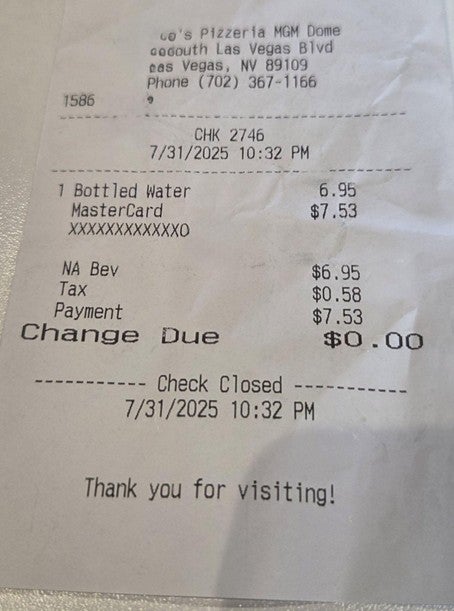 's Pizzeria MGM Dome
South Las Vegas Blvd
Vegas, NV 89109
Phone (702) 367-1166
1586
CHK 2746
7/31/2025 10:32 PM
1 Bottled Water 6.95
MasterCard $7.53
XXXXXXXXXXXX0
NA Bev $6.95
Tax $0.58
Payment $7.53
Change Due $0.00
----------- Check Closed -----------
7/31/2025 10:32 PM
Thank you for visiting!